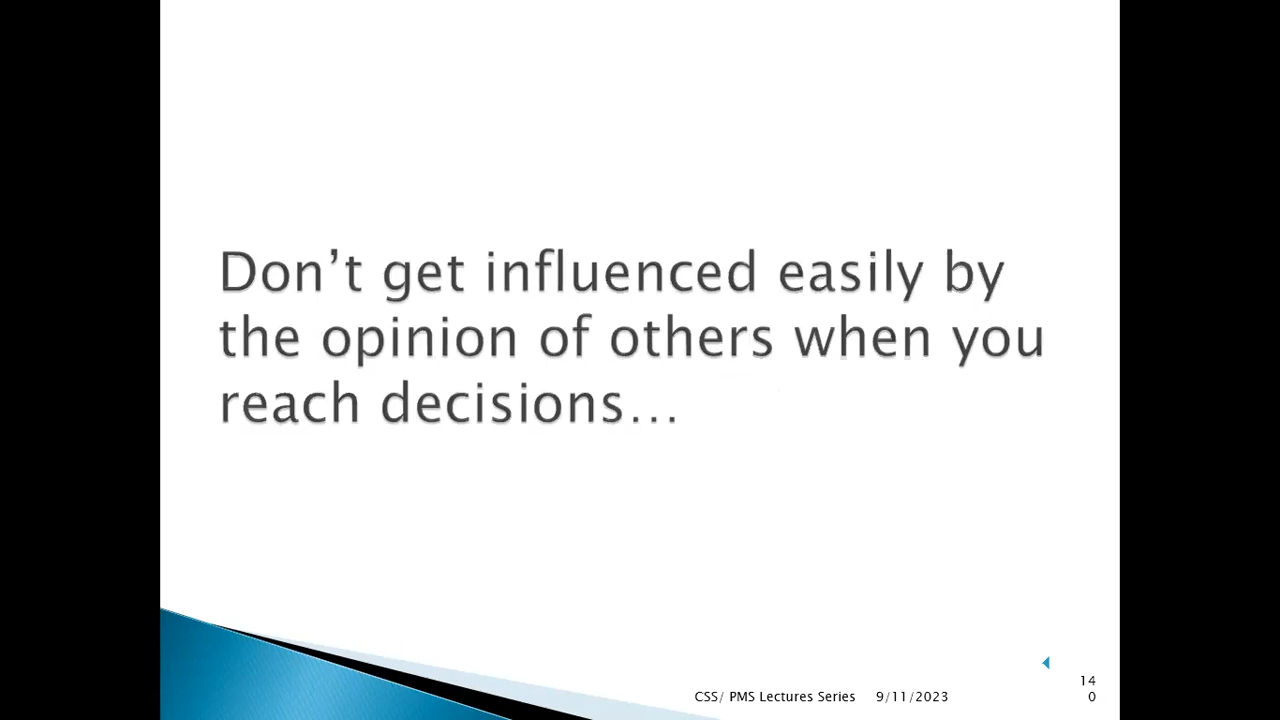 Don’t get influenced easily by
the opinion of others when you
reach decisions…
CSS/ PMS Lectures Series 9/11/2023
14
0